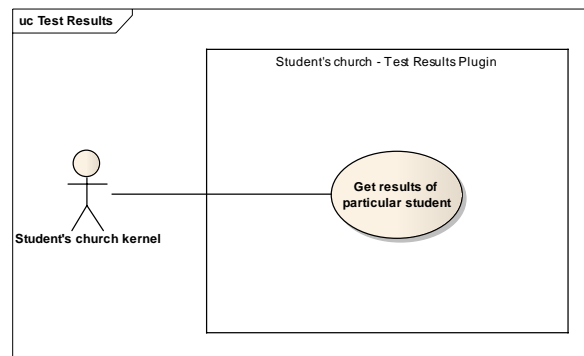 uc Test Results
Student's church - Test Results Plugin
Get results of
particular student
Student's church kernel